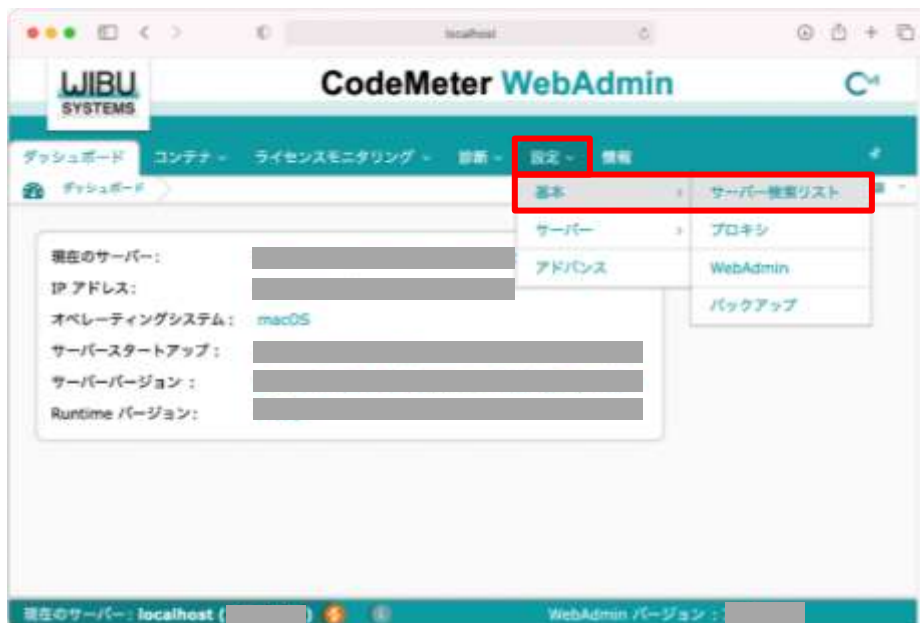 localhost
WIBU
SYSTEMS
CodeMeter WebAdmin
ダッシュボード コンテナ ライセンスモニタリング 診断 設定 情報
ダッシュボード
基本 サーバー検索リスト
サーバー プロキシ
アドバンス WebAdmin
バックアップ
現在のサーバー:
IP アドレス:
オペレーティングシステム: macOS
サーバースタートアップ:
サーバーバージョン :
Runtime バージョン:
現在のサーバー: localhost ( ) WebAdmin バージョン :